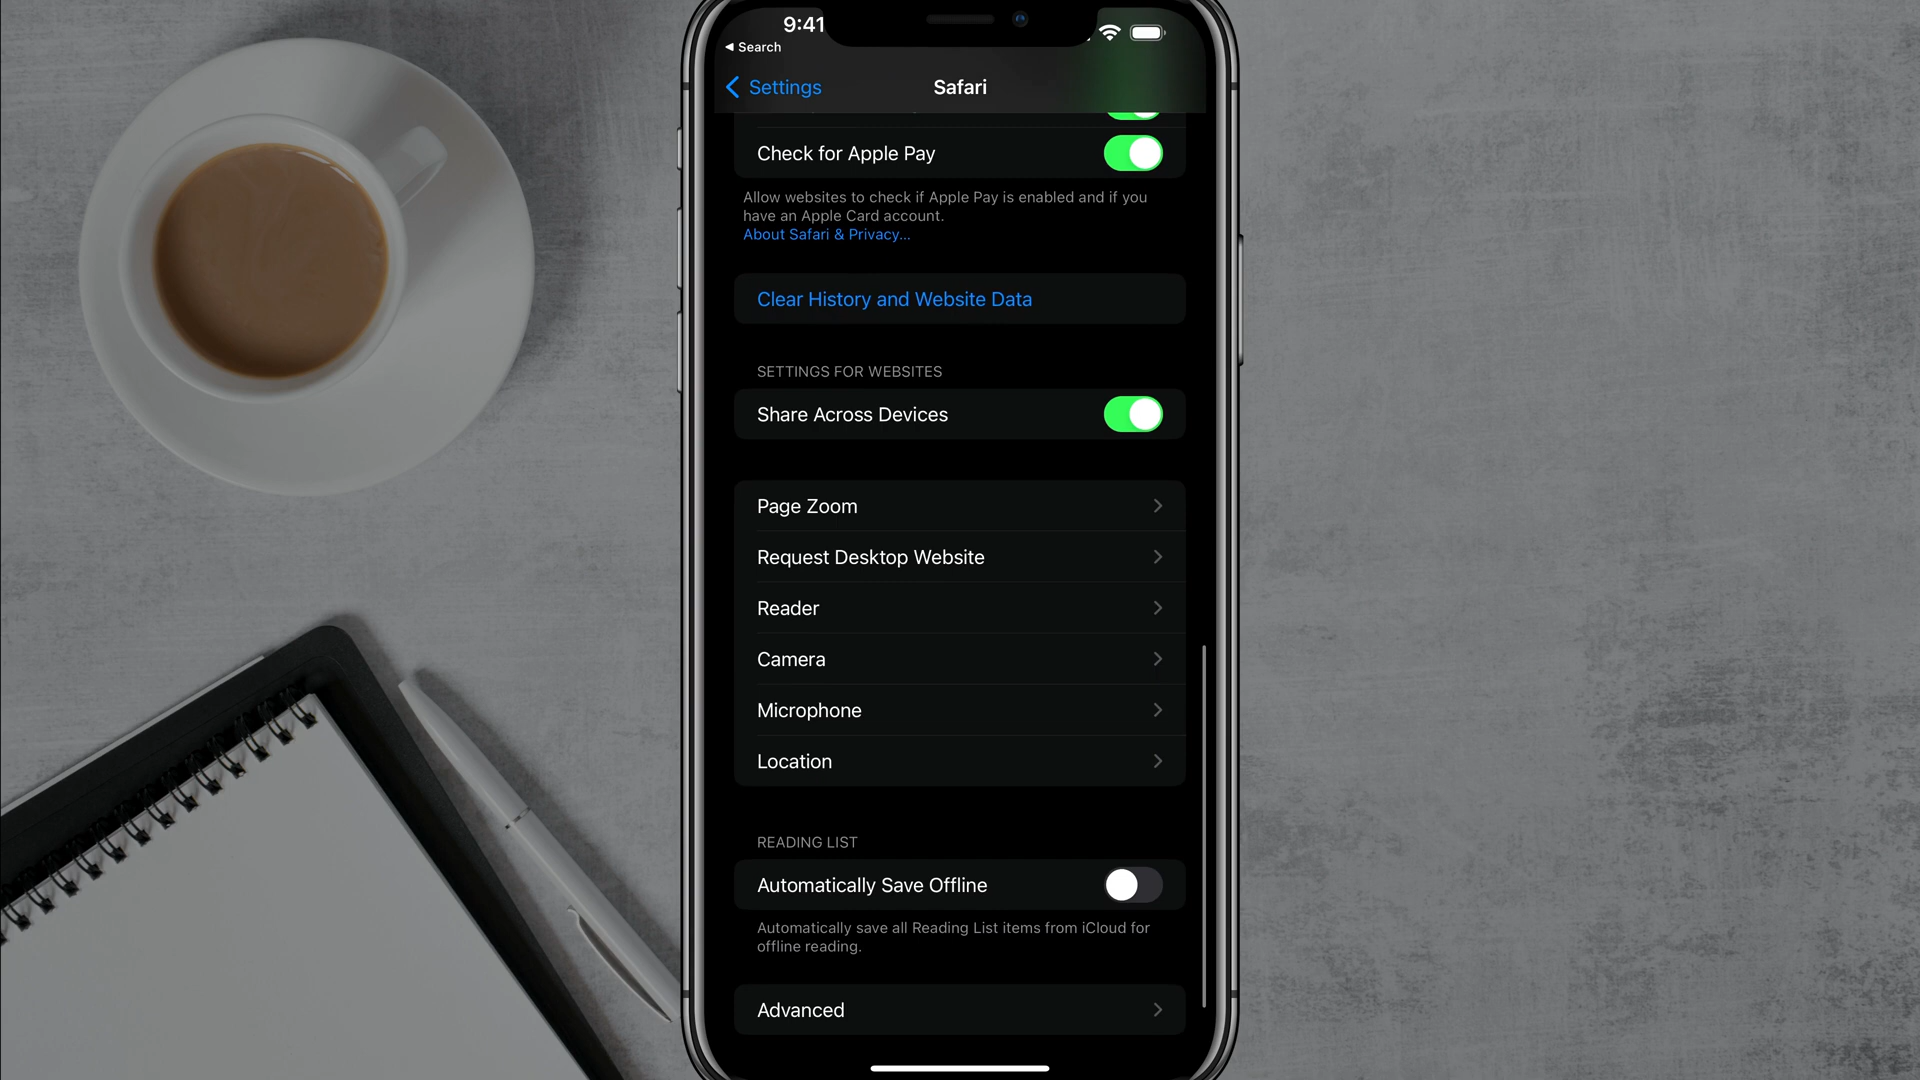 9:41
◀ Search
Settings
Safari
Check for Apple Pay
Allow websites to check if Apple Pay is enabled and if you
have an Apple Card account.
About Safari & Privacy...
Clear History and Website Data
SETTINGS FOR WEBSITES
Share Across Devices
Page Zoom
Request Desktop Website
Reader
Camera
Microphone
Location
READING LIST
Automatically Save Offline
Automatically save all Reading List items from iCloud for
offline reading.
Advanced